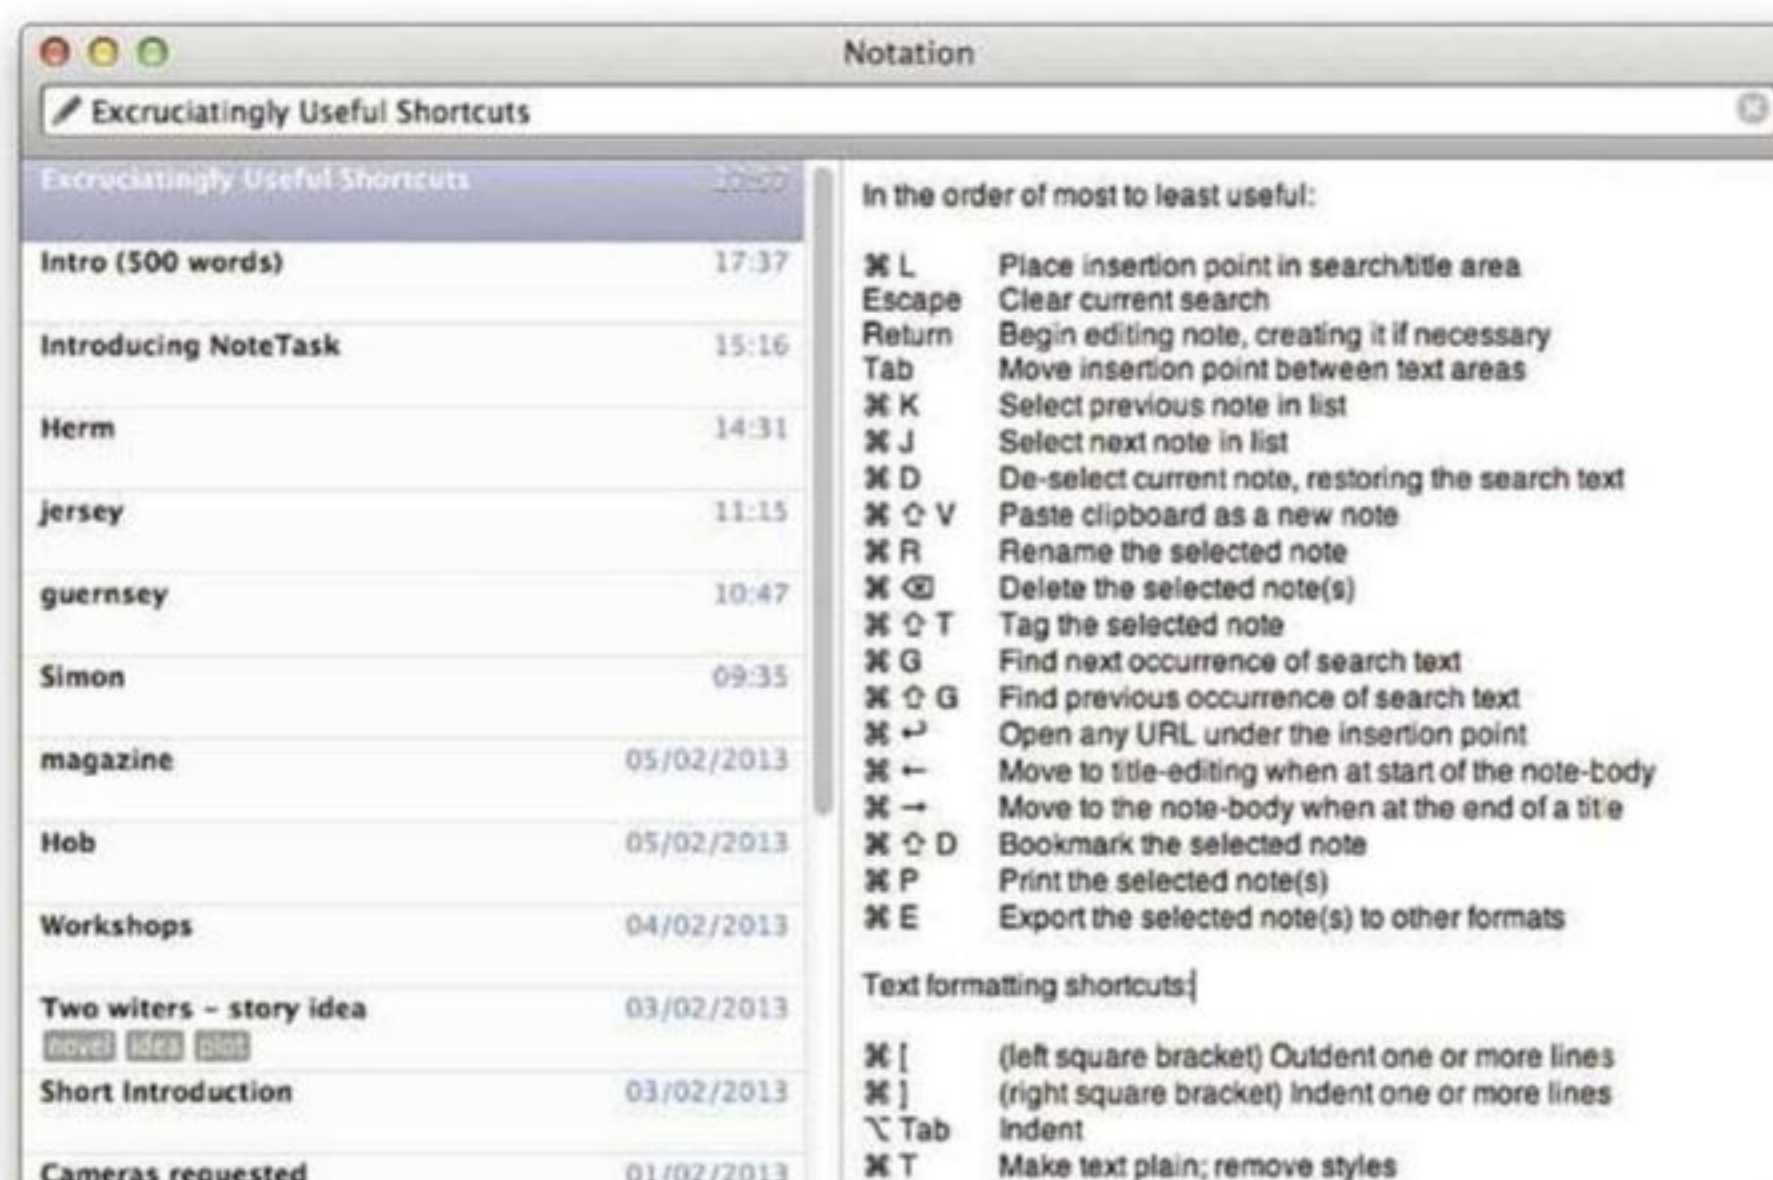 Notation
Excruciatingly Useful Shortcuts
Excruciatingly Useful Shortcuts
Intro (500 words) 17:37
Introducing NoteTask 15:16
Herm 14:31
jersey 11:15
guernsey 10:47
Simon 09:35
magazine 05/02/2013
Hob 05/02/2013
Workshops 04/02/2013
Two witers – story idea 03/02/2013
novel idea plot
Short Introduction 03/02/2013
Cameras requested 01/02/2013
In the order of most to least useful:
⌘ L Place insertion point in search/title area
Escape Clear current search
Return Begin editing note, creating it if necessary
Tab Move insertion point between text areas
⌘ K Select previous note in list
⌘ J Select next note in list
⌘ D De-select current note, restoring the search text
⌘ ⇧ V Paste clipboard as a new note
⌘ R Rename the selected note
⌘ ⌫ Delete the selected note(s)
⌘ ⇧ T Tag the selected note
⌘ G Find next occurrence of search text
⌘ ⇧ G Find previous occurrence of search text
⌘ ↩ Open any URL under the insertion point
⌘ ← Move to title-editing when at start of the note-body
⌘ → Move to the note-body when at the end of a title
⌘ ⇧ D Bookmark the selected note
⌘ P Print the selected note(s)
⌘ E Export the selected note(s) to other formats
Text formatting shortcuts:
⌘ [ (left square bracket) Outdent one or more lines
⌘ ] (right square bracket) Indent one or more lines
⌥ Tab Indent
⌘ T Make text plain; remove styles